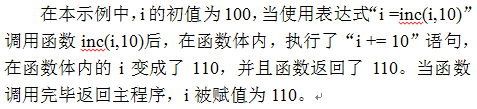 在本示例中，i 的初值为 100，当使用表达式“i =inc(i,10)”
调用函数 inc(i,10)后，在函数体内，执行了“i += 10”语句，
在函数体内的 i 变成了 110，并且函数返回了 110。当函数
调用完毕返回主程序，i 被赋值为 110。